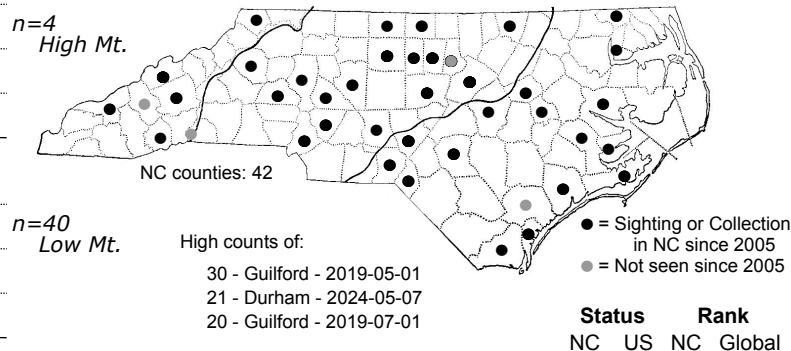 n=4
High Mt.
NC counties: 42
n=40
Low Mt.
High counts of:
30 - Guilford - 2019-05-01
21 - Durham - 2024-05-07
20 - Guilford - 2019-07-01
= Sighting or Collection
in NC since 2005
= Not seen since 2005
Status Rank
NC US NC Global